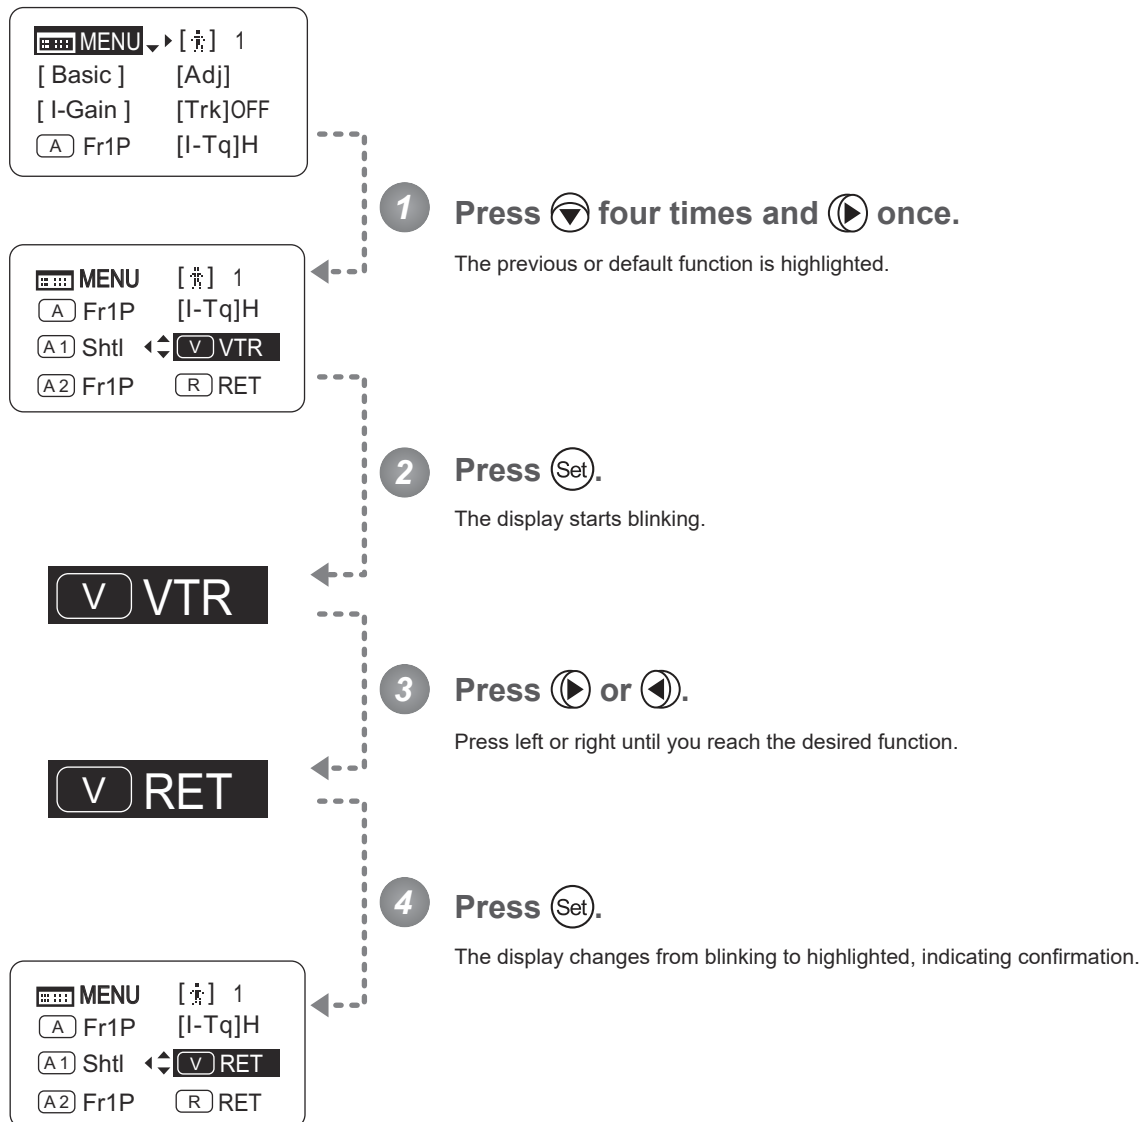 MENU [ ] 1
[ Basic ] [Adj]
[ I-Gain ] [Trk]OFF
A Fr1P [I-Tq]H
1 Press four times and once.
The previous or default function is highlighted.
MENU [ ] 1
A Fr1P [I-Tq]H
A1 Shtl V VTR
A2 Fr1P R RET
2 Press Set.
The display starts blinking.
V VTR
3 Press or .
Press left or right until you reach the desired function.
V RET
4 Press Set.
The display changes from blinking to highlighted, indicating confirmation.
MENU [ ] 1
A Fr1P [I-Tq]H
A1 Shtl V RET
A2 Fr1P R RET